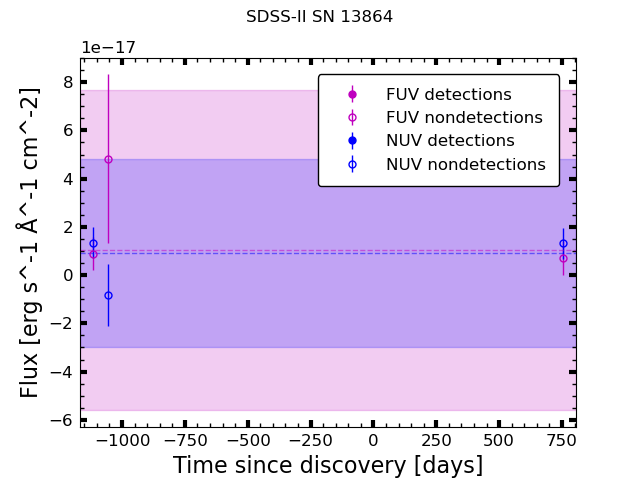 SDSS-II SN 13864
1e−17
8
6
4
2
0
−2
−4
−6
Flux [erg s^-1 Å^-1 cm^-2]
FUV detections
FUV nondetections
NUV detections
NUV nondetections
−1000 −750 −500 −250 0 250 500 750
Time since discovery [days]